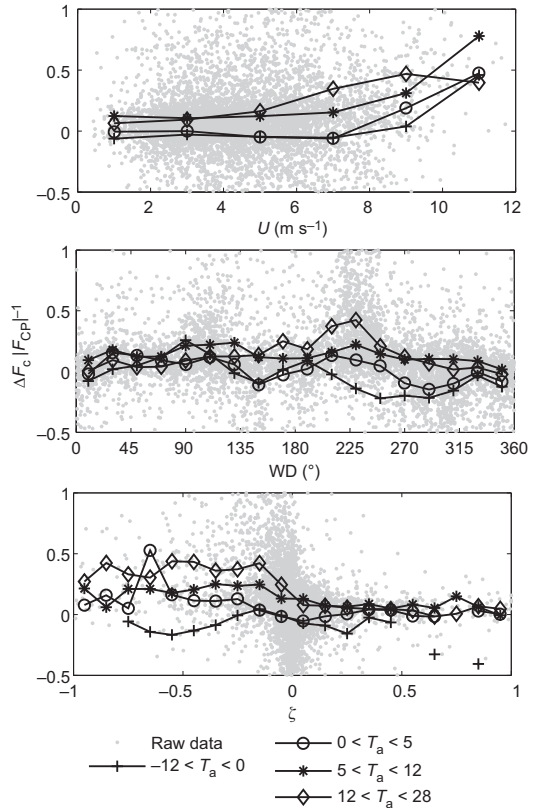 1
0.5
0
–0.5
0 2 4 6 8 10 12
U (m s–1)
1
0.5
0
–0.5
0 45 90 135 180 225 270 315 360
WD (°)
ΔFc |FCP|–1
1
0.5
0
–0.5
–1 –0.5 0 0.5 1
ζ
Raw data
–12 < Ta < 0
0 < Ta < 5
5 < Ta < 12
12 < Ta < 28